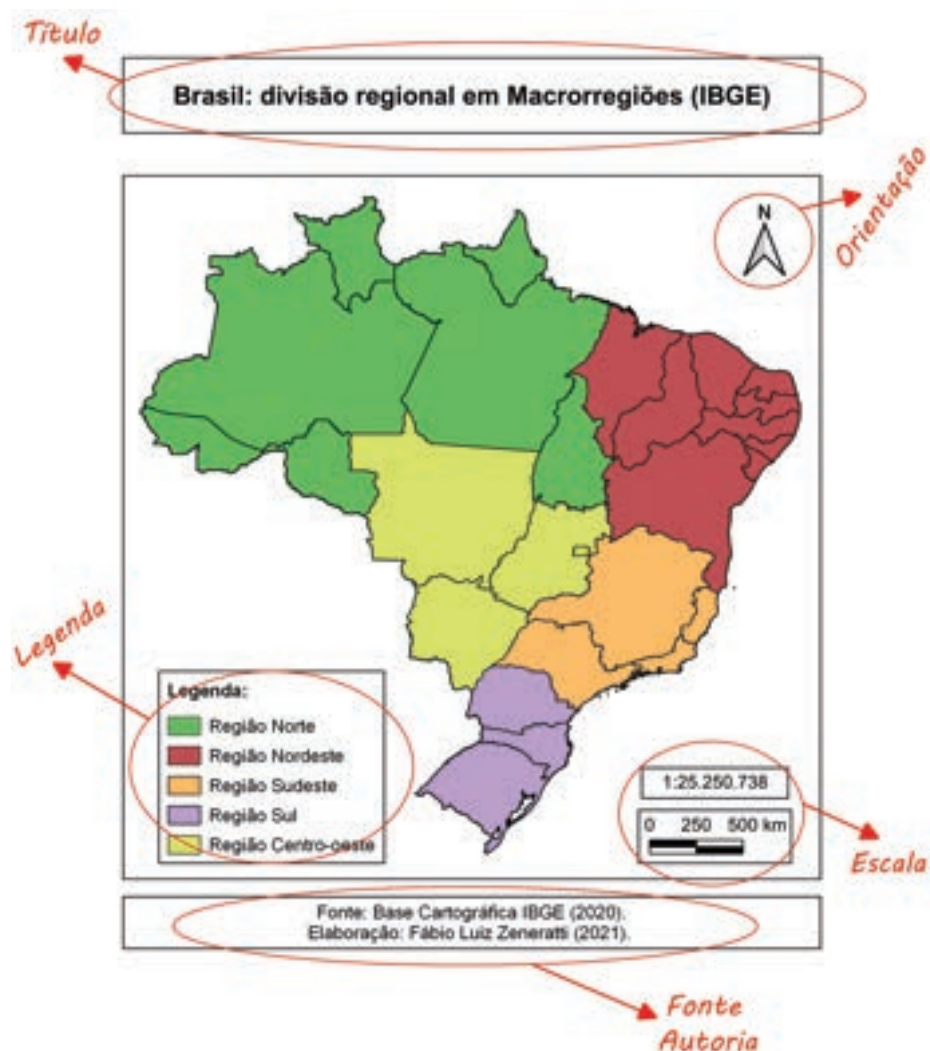 Título
Brasil: divisão regional em Macrorregiões (IBGE)
Orientação
N
Legenda
Legenda:
Região Norte
Região Nordeste
Região Sudeste
Região Sul
Região Centro-oeste
1:25.250.738
0 250 500 km
Escala
Fonte: Base Cartográfica IBGE (2020).
Elaboração: Fábio Luiz Zeneratti (2021).
Fonte
Autoria